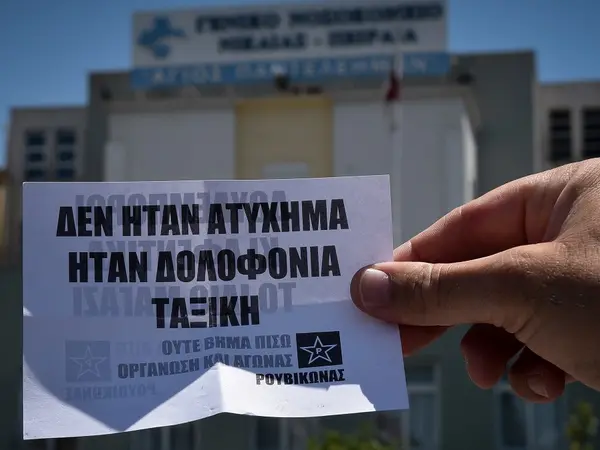 ΓΕΝΙΚΟ ΝΟΣΟΚΟΜΕΙΟ
ΝΙΚΑΙΑΣ - ΠΕΙΡΑΙΑ
ΑΓΙΟΣ ΠΑΝΤΕΛΕΗΜΩΝ
ΔΕΝ ΗΤΑΝ ΑΤΥΧΗΜΑ
ΗΤΑΝ ΔΟΛΟΦΟΝΙΑ
ΤΑΞΙΚΗ
ΟΥΤΕ ΒΗΜΑ ΠΙΣΩ
ΟΡΓΑΝΩΣΗ ΚΑΙ ΑΓΩΝΑΣ
Ρ
ΡΟΥΒΙΚΩΝΑΣ